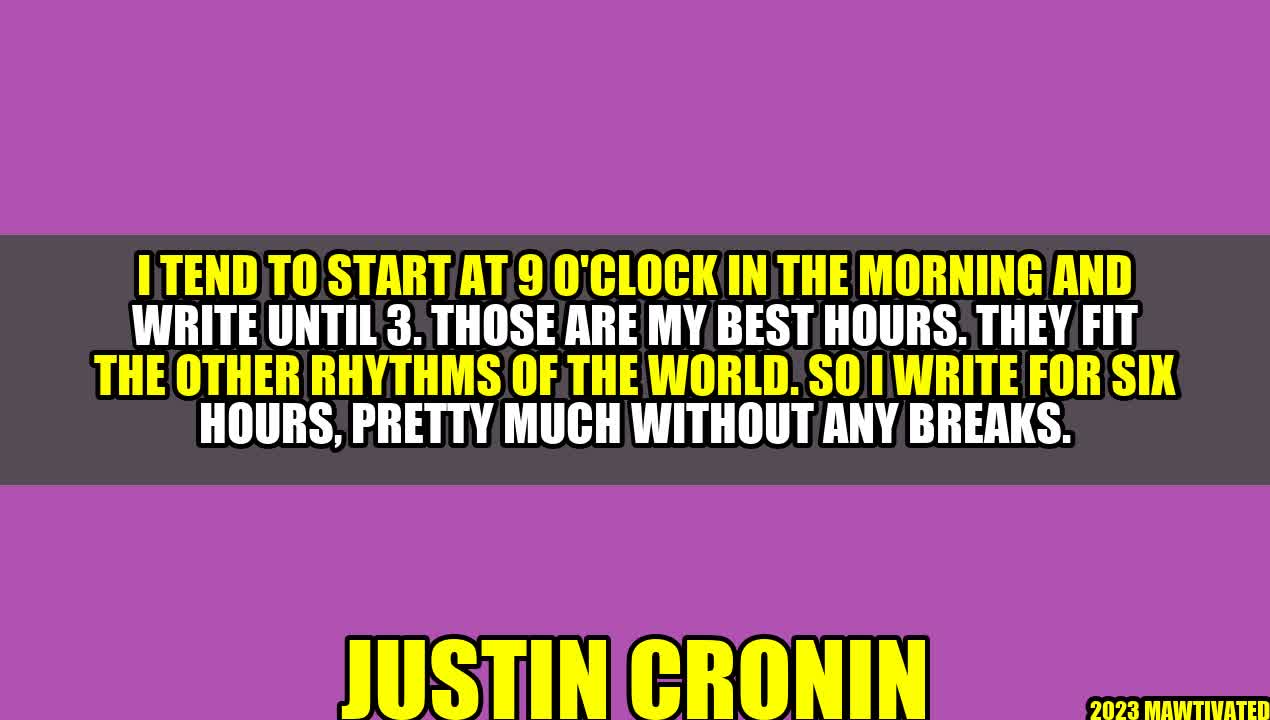 I TEND TO START AT 9 O'CLOCK IN THE MORNING AND
WRITE UNTIL 3. THOSE ARE MY BEST HOURS. THEY FIT
THE OTHER RHYTHMS OF THE WORLD. SO I WRITE FOR SIX
HOURS, PRETTY MUCH WITHOUT ANY BREAKS.
JUSTIN CRONIN
2023 MAWTIVATED